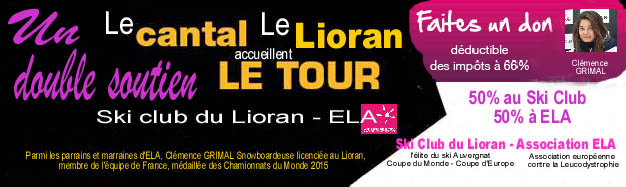 Un
double soutien
Le cantal Le Lioran
accueillent
LE TOUR
Ski club du Lioran - ELA
Parmi les parrains et marraines d'ELA, Clémence GRIMAL Snowboardeuse licenciée au Lioran,
membre de l'équipe de France, médaillée des Chamionnats du Monde 2015
Faites un don
déductible
des impôts à 66%
Clémence
GRIMAL
50% au Ski Club
50% à ELA
Ski Club du Lioran - Association ELA
l'élite du ski Auvergnat
Coupe du Monde - Coupe d'Europe
Association européenne
contre la Leucodystrophie